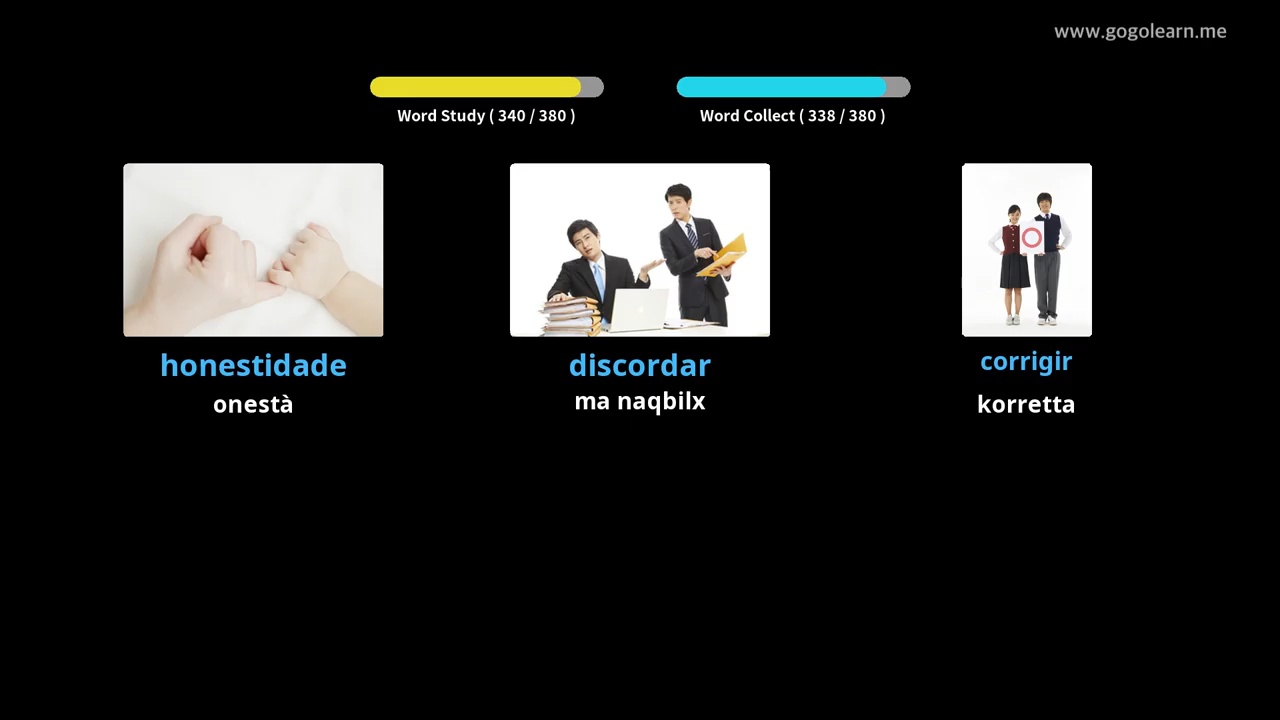 www.gogolearn.me
Word Study ( 340 / 380 )
Word Collect ( 338 / 380 )
honestidade
onestà
discordar
ma naqbilx
corrigir
korretta